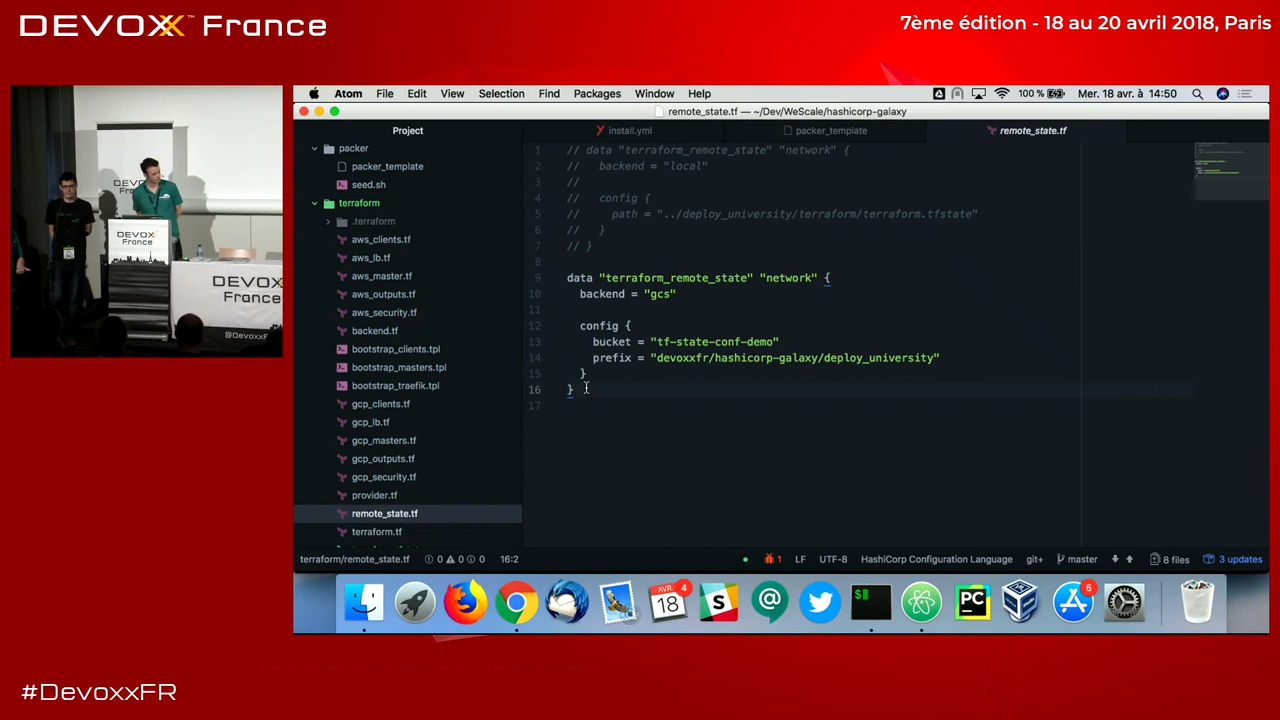 DEVOXX™ France
7ème édition - 18 au 20 avril 2018, Paris
Atom File Edit View Selection Find Packages Window Help
100 % Mer. 18 avr. à 14:50
remote_state.tf — ~/Dev/WeScale/hashicorp-galaxy
Project
install.yml
packer_template
remote_state.tf
packer
packer_template
seed.sh
terraform
.terraform
aws_clients.tf
aws_lb.tf
aws_master.tf
aws_outputs.tf
aws_security.tf
backend.tf
bootstrap_clients.tpl
bootstrap_masters.tpl
bootstrap_traefik.tpl
gcp_clients.tf
gcp_lb.tf
gcp_masters.tf
gcp_outputs.tf
gcp_security.tf
provider.tf
remote_state.tf
terraform.tf
1 // data "terraform_remote_state" "network" {
2 // backend = "local"
3 //
4 // config {
5 // path = "../deploy_university/terraform/terraform.tfstate"
6 // }
7 // }
8
9 data "terraform_remote_state" "network" {
10 backend = "gcs"
11
12 config {
13 bucket = "tf-state-conf-demo"
14 prefix = "devoxxfr/hashicorp-galaxy/deploy_university"
15 }
16 }
17
terraform/remote_state.tf 0 0 0 16:2
1 LF UTF-8 HashiCorp Configuration Language git+ master 8 files 3 updates
AVR. 4
18
S
@
$
PC
5
DEVOXX
France
DEVOXX
France
@DevoxxF
#DevoxxFR